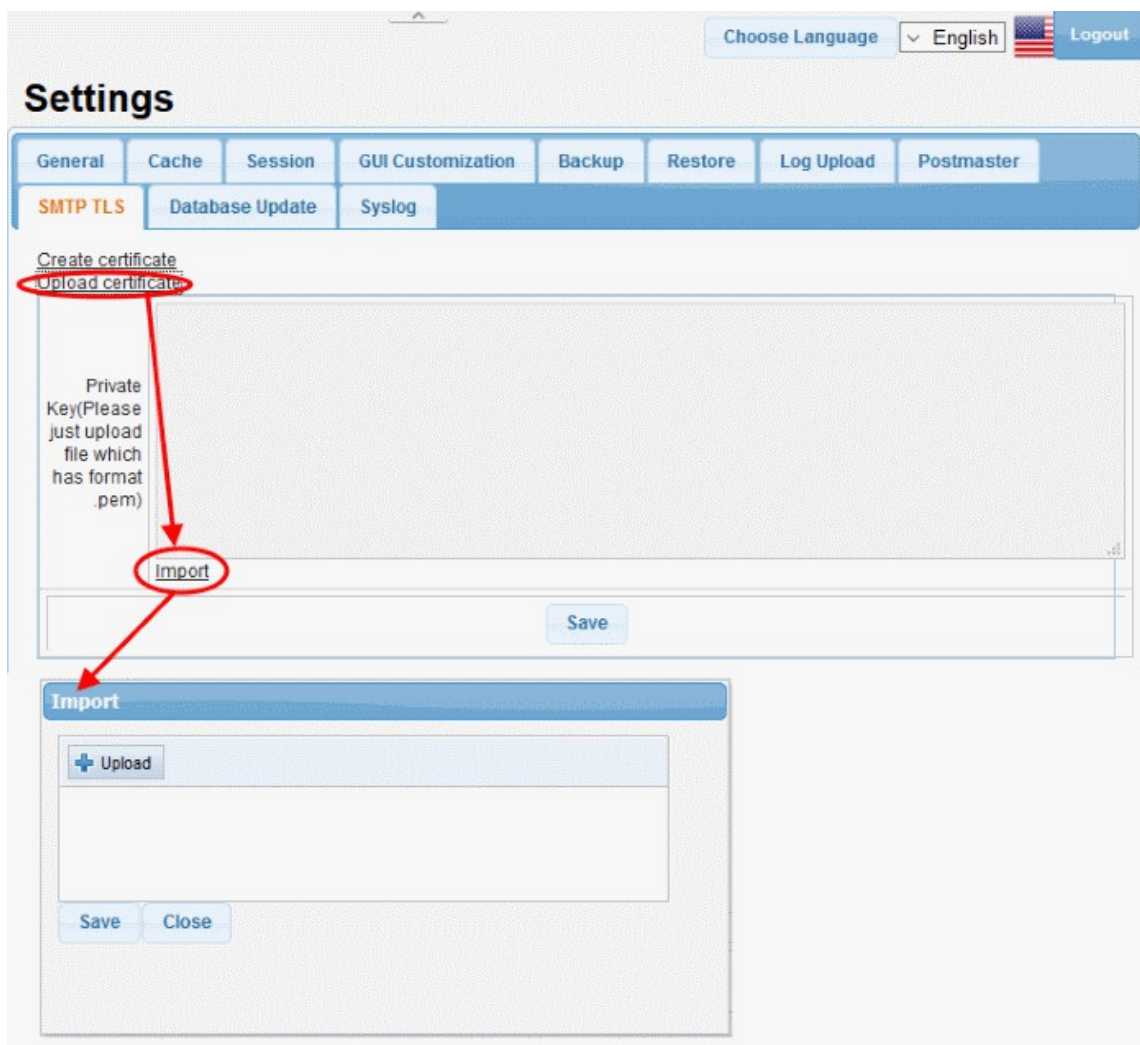 Choose Language English Logout
Settings
General Cache Session GUI Customization Backup Restore Log Upload Postmaster
SMTP TLS Database Update Syslog
Create certificate
Upload certificate
Private
Key(Please
just upload
file which
has format
.pem)
Import
Save
Import
Upload
Save Close